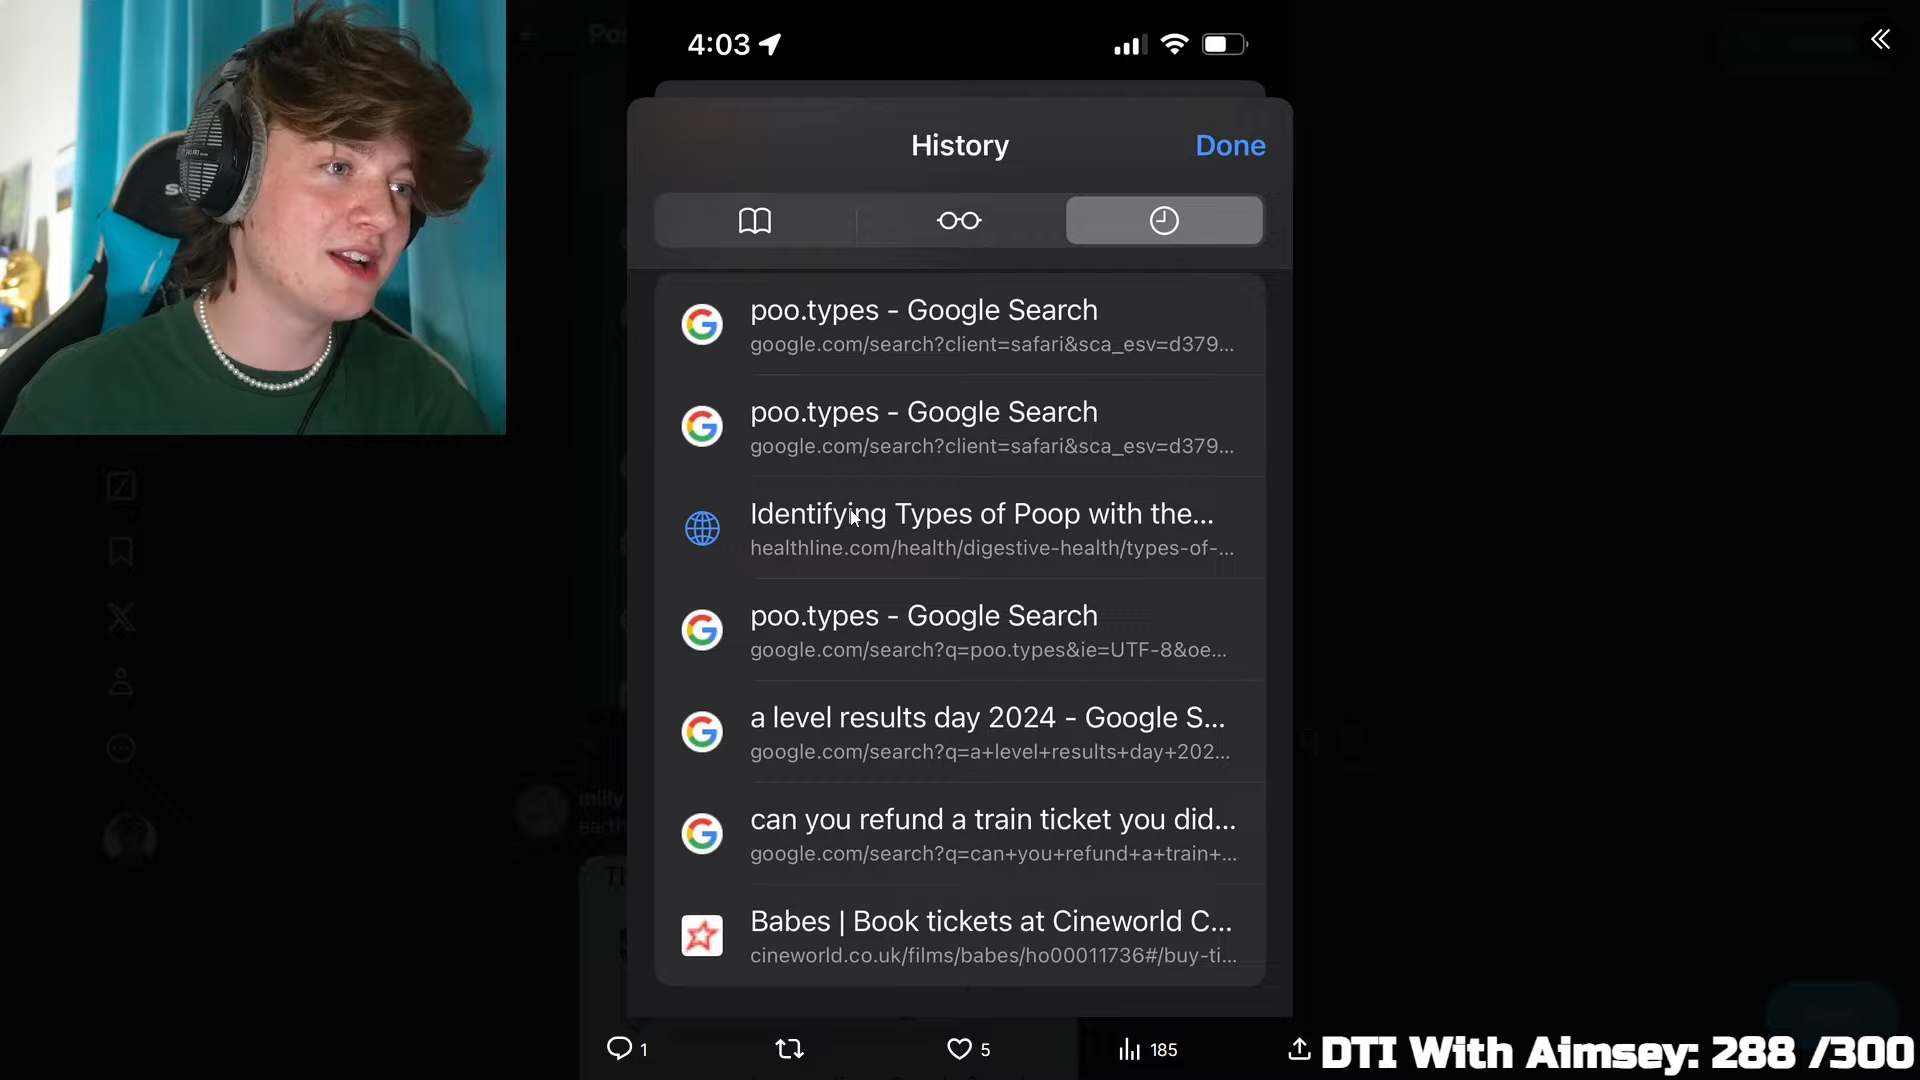 4:03
History
Done
poo.types - Google Search
google.com/search?client=safari&sca_esv=d379...
poo.types - Google Search
google.com/search?client=safari&sca_esv=d379...
Identifying Types of Poop with the...
healthline.com/health/digestive-health/types-of-...
poo.types - Google Search
google.com/search?q=poo.types&ie=UTF-8&oe...
a level results day 2024 - Google S...
google.com/search?q=a+level+results+day+202...
can you refund a train ticket you did...
google.com/search?q=can+you+refund+a+train+...
Babes | Book tickets at Cineworld C...
cineworld.co.uk/films/babes/ho00011736#/buy-ti...
milly
1
5
185
DTI With Aimsey: 288 /300